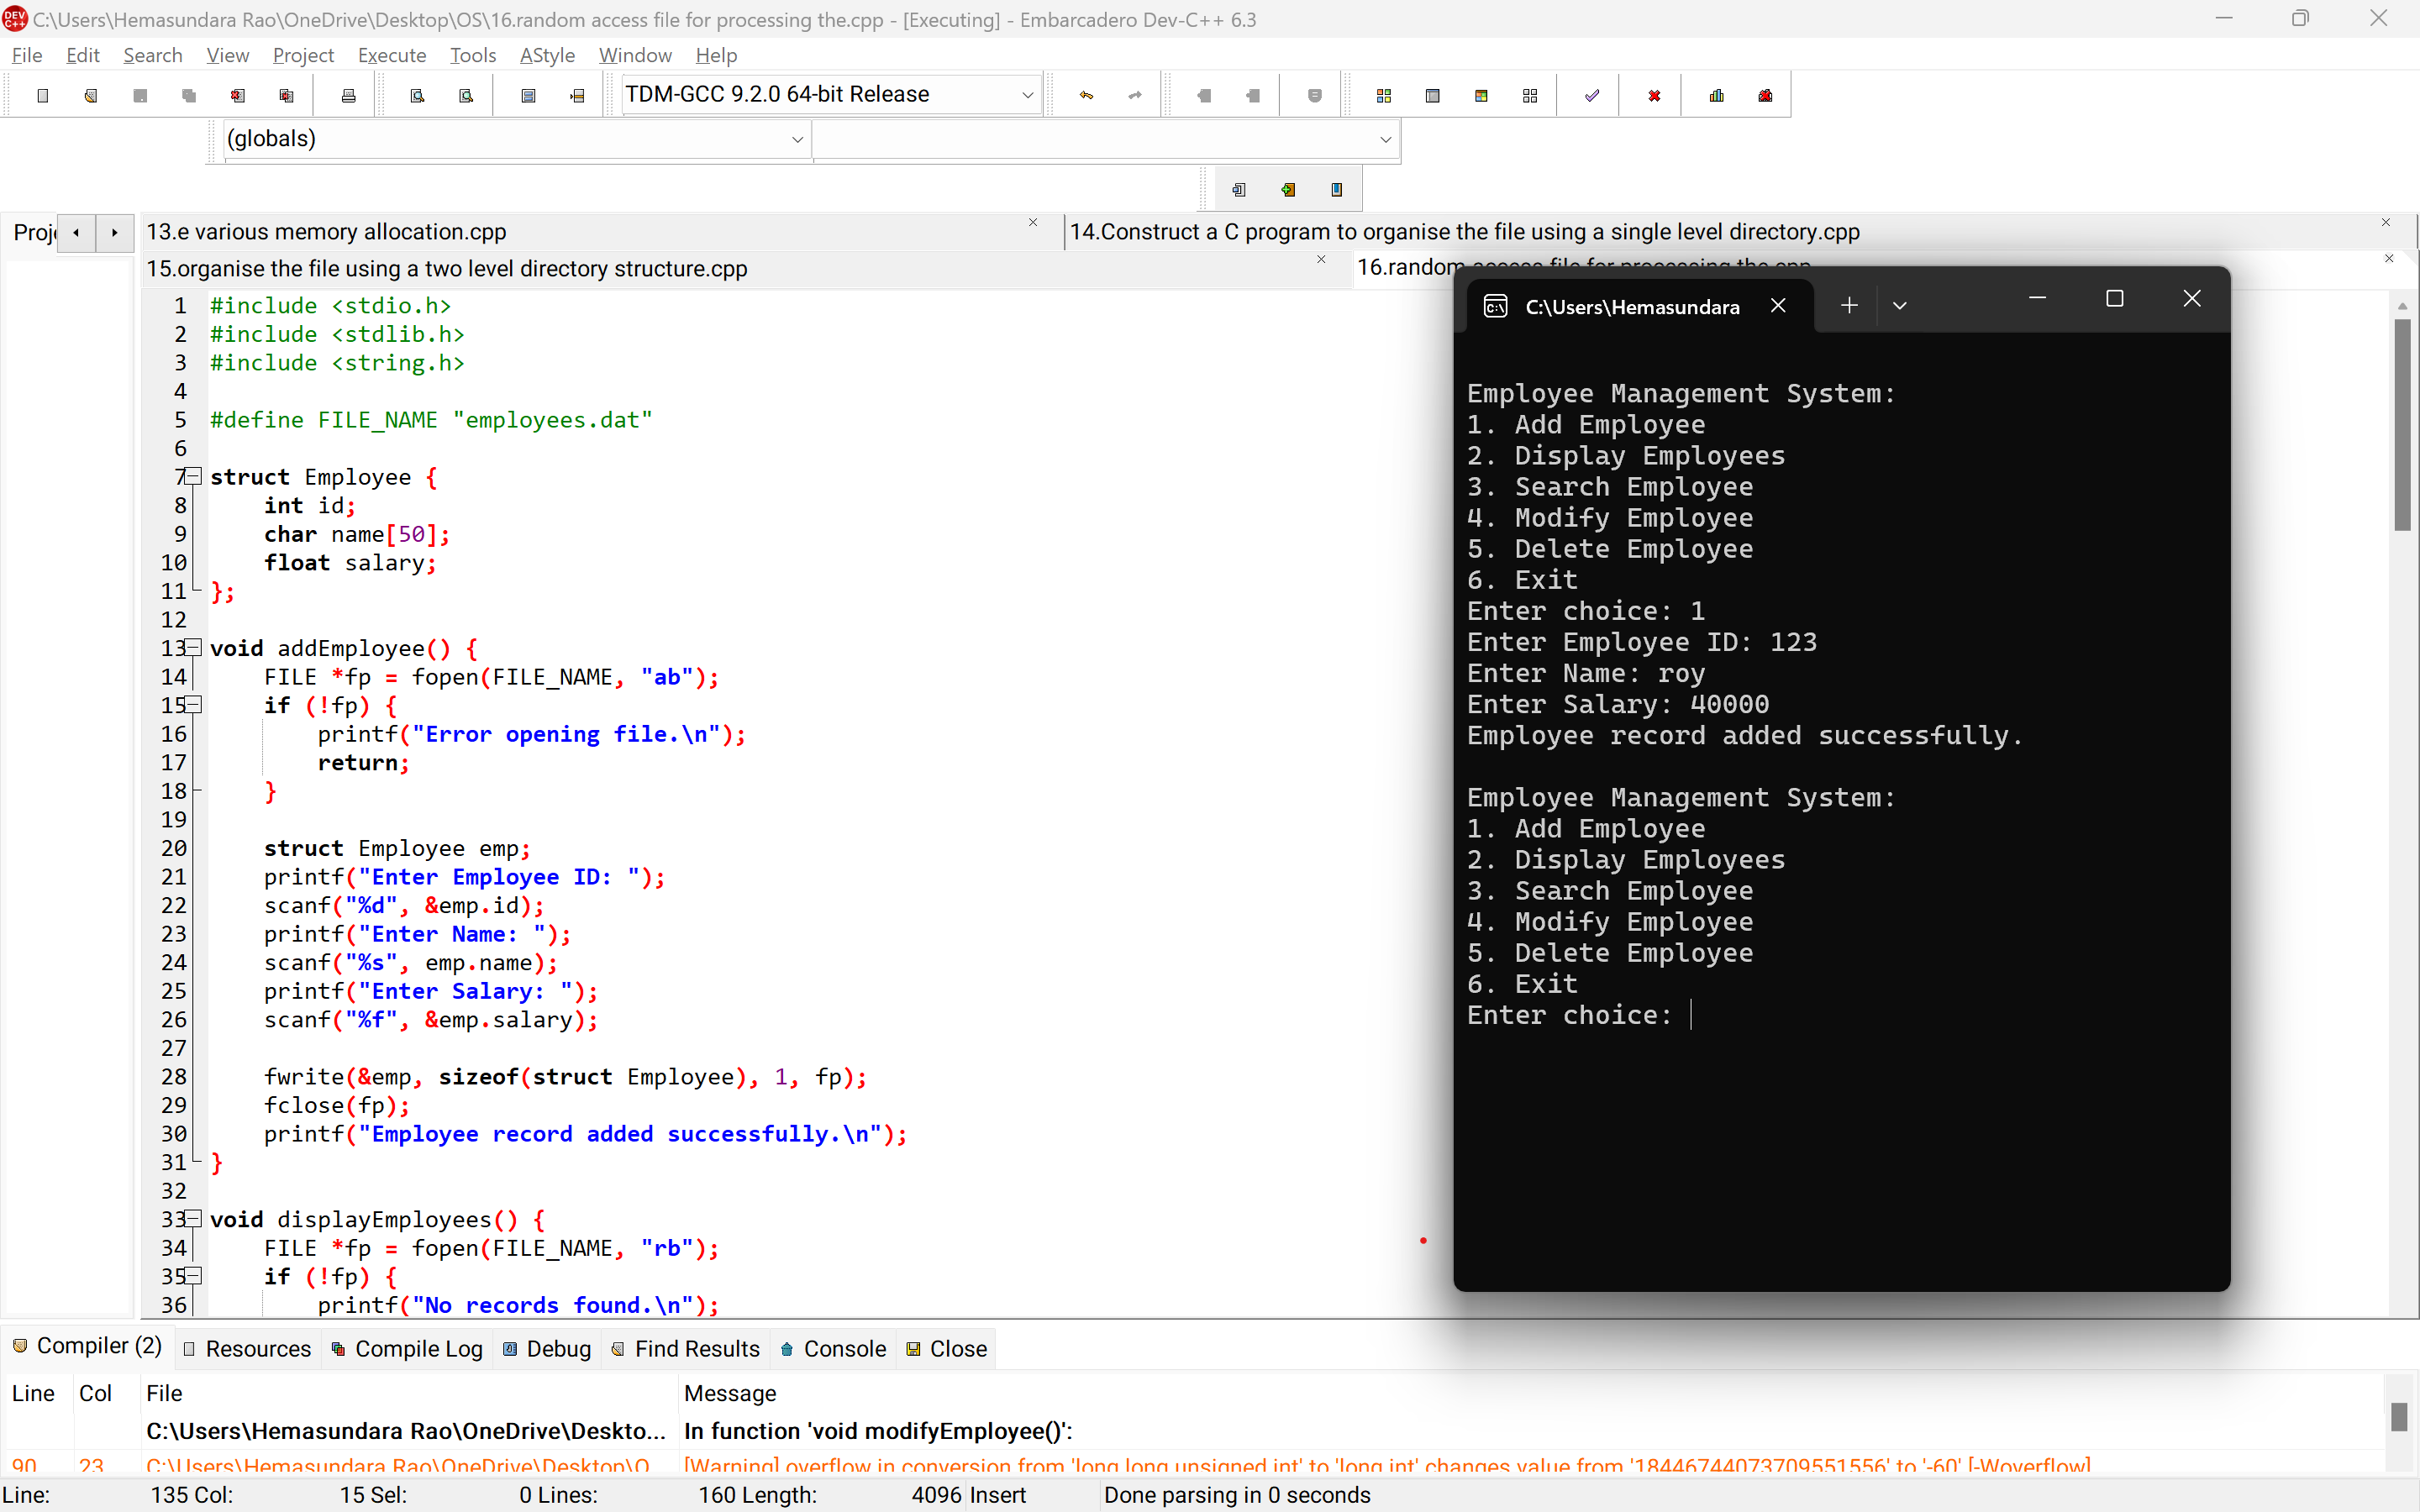 C:\Users\Hemasundara Rao\OneDrive\Desktop\OS\16.random access file for processing the.cpp - [Executing] - Embarcadero Dev-C++ 6.3
File Edit Search View Project Execute Tools AStyle Window Help
TDM-GCC 9.2.0 64-bit Release
(globals)
Proj
13.e various memory allocation.cpp
14.Construct a C program to organise the file using a single level directory.cpp
15.organise the file using a two level directory structure.cpp
16.random access file for processing the.cpp
1 #include <stdio.h>
2 #include <stdlib.h>
3 #include <string.h>
4
5 #define FILE_NAME "employees.dat"
6
7 struct Employee {
8 int id;
9 char name[50];
10 float salary;
11 };
12
13 void addEmployee() {
14 FILE *fp = fopen(FILE_NAME, "ab");
15 if (!fp) {
16 printf("Error opening file.\n");
17 return;
18 }
19
20 struct Employee emp;
21 printf("Enter Employee ID: ");
22 scanf("%d", &emp.id);
23 printf("Enter Name: ");
24 scanf("%s", emp.name);
25 printf("Enter Salary: ");
26 scanf("%f", &emp.salary);
27
28 fwrite(&emp, sizeof(struct Employee), 1, fp);
29 fclose(fp);
30 printf("Employee record added successfully.\n");
31 }
32
33 void displayEmployees() {
34 FILE *fp = fopen(FILE_NAME, "rb");
35 if (!fp) {
36 printf("No records found.\n");
C:\Users\Hemasundara
Employee Management System:
1. Add Employee
2. Display Employees
3. Search Employee
4. Modify Employee
5. Delete Employee
6. Exit
Enter choice: 1
Enter Employee ID: 123
Enter Name: roy
Enter Salary: 40000
Employee record added successfully.
Employee Management System:
1. Add Employee
2. Display Employees
3. Search Employee
4. Modify Employee
5. Delete Employee
6. Exit
Enter choice:
Compiler (2) Resources Compile Log Debug Find Results Console Close
Line Col File Message
C:\Users\Hemasundara Rao\OneDrive\Deskto... In function 'void modifyEmployee()':
90 23 C:\Users\Hemasundara Rao\OneDrive\Desktop\O... [Warning] overflow in conversion from 'long long unsigned int' to 'long int' changes value from '18446744073709551556' to '-60' [-Woverflow]
Line: 135 Col: 15 Sel: 0 Lines: 160 Length: 4096 Insert Done parsing in 0 seconds